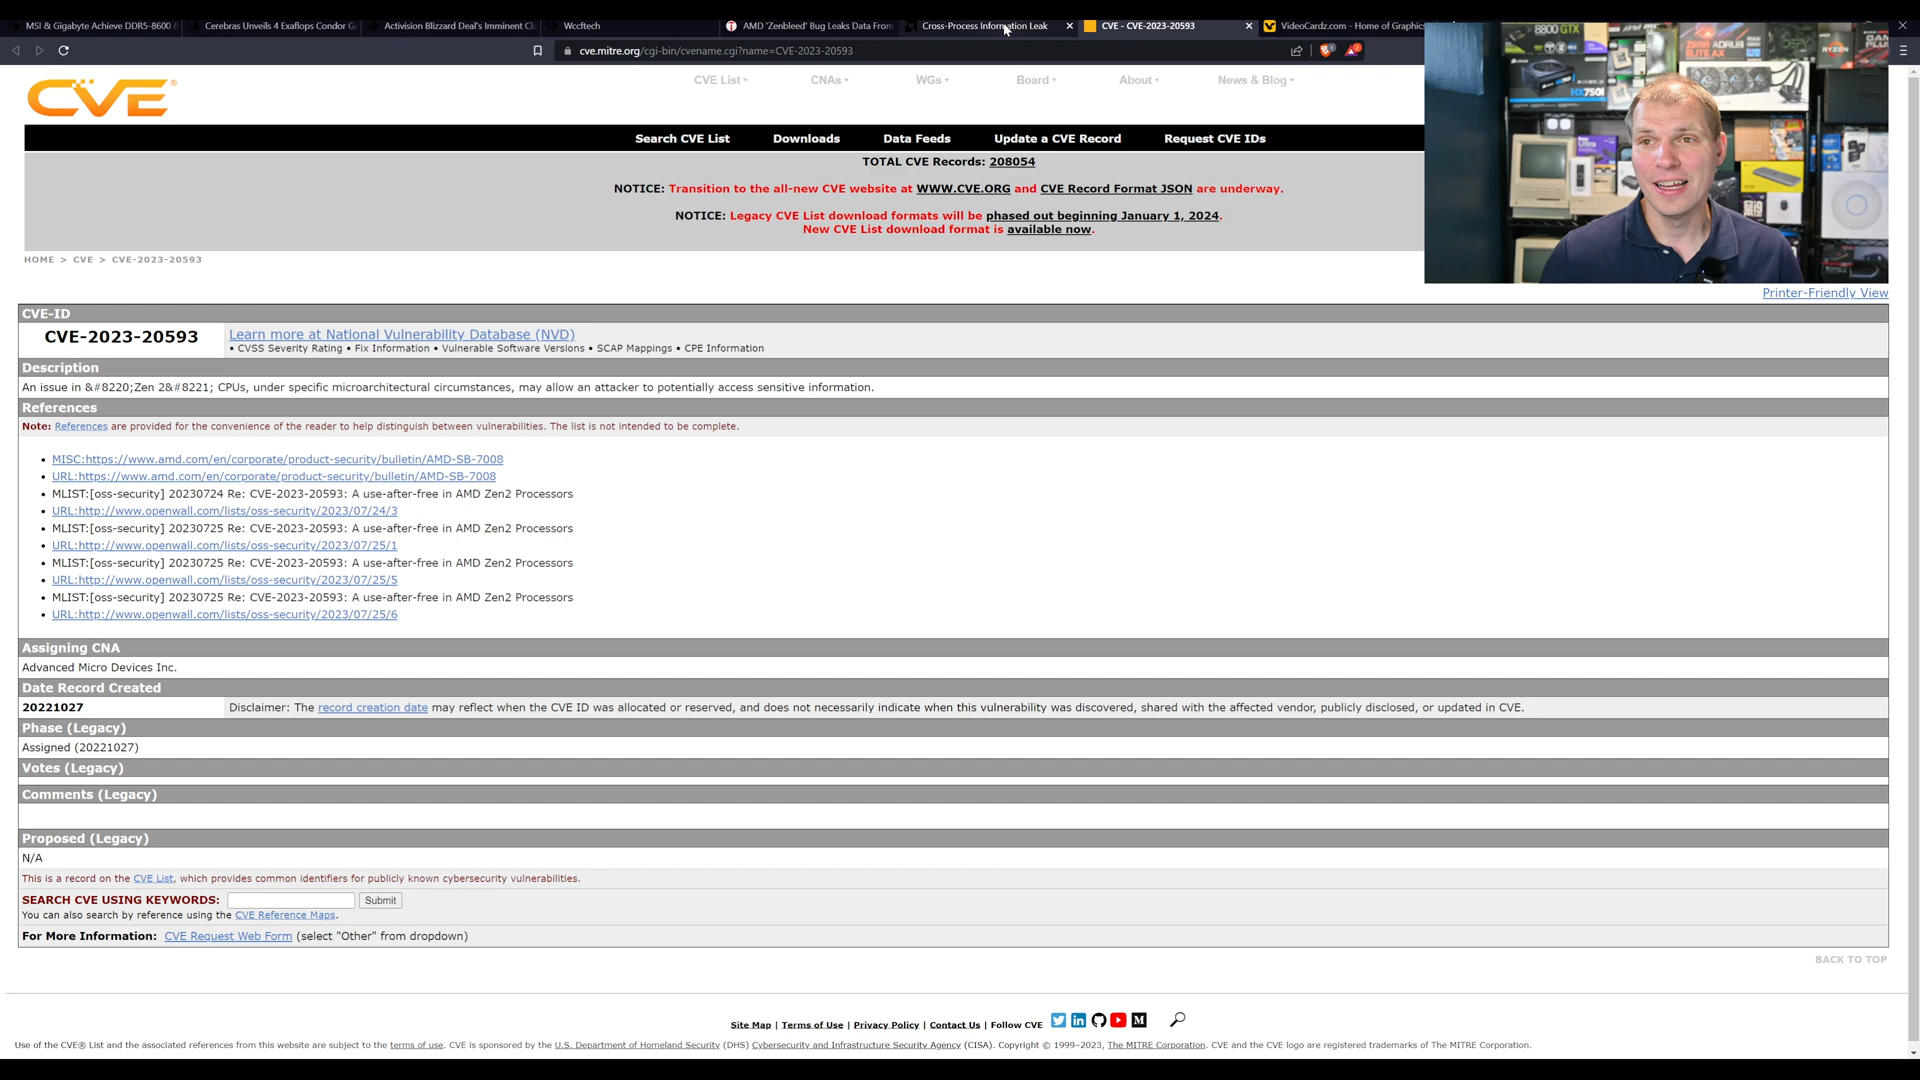 MSI & Gigabyte Achieve DDR5-8600
Cerebras Unveils 4 Exaflops Condor G
Activision Blizzard Deal's Imminent Cl
Wccftech
AMD 'Zenbleed' Bug Leaks Data From
Cross-Process Information Leak
CVE - CVE-2023-20593
VideoCardz.com - Home of Graphics
cve.mitre.org/cgi-bin/cvename.cgi?name=CVE-2023-20593
CVE
CVE List
CNAs
WGs
Board
About
News & Blog
Search CVE List
Downloads
Data Feeds
Update a CVE Record
Request CVE IDs
TOTAL CVE Records: 208054
NOTICE: Transition to the all-new CVE website at WWW.CVE.ORG and CVE Record Format JSON are underway.
NOTICE: Legacy CVE List download formats will be phased out beginning January 1, 2024.
New CVE List download format is available now.
HOME > CVE > CVE-2023-20593
8800 GTX
HX750i
RYZEN
ELITE AX
Printer-Friendly View
CVE-ID
CVE-2023-20593
Learn more at National Vulnerability Database (NVD)
• CVSS Severity Rating • Fix Information • Vulnerable Software Versions • SCAP Mappings • CPE Information
Description
An issue in &#8220;Zen 2&#8221; CPUs, under specific microarchitectural circumstances, may allow an attacker to potentially access sensitive information.
References
Note: References are provided for the convenience of the reader to help distinguish between vulnerabilities. The list is not intended to be complete.
• MISC:https://www.amd.com/en/corporate/product-security/bulletin/AMD-SB-7008
• URL:https://www.amd.com/en/corporate/product-security/bulletin/AMD-SB-7008
• MLIST:[oss-security] 20230724 Re: CVE-2023-20593: A use-after-free in AMD Zen2 Processors
• URL:http://www.openwall.com/lists/oss-security/2023/07/24/3
• MLIST:[oss-security] 20230725 Re: CVE-2023-20593: A use-after-free in AMD Zen2 Processors
• URL:http://www.openwall.com/lists/oss-security/2023/07/25/1
• MLIST:[oss-security] 20230725 Re: CVE-2023-20593: A use-after-free in AMD Zen2 Processors
• URL:http://www.openwall.com/lists/oss-security/2023/07/25/5
• MLIST:[oss-security] 20230725 Re: CVE-2023-20593: A use-after-free in AMD Zen2 Processors
• URL:http://www.openwall.com/lists/oss-security/2023/07/25/6
Assigning CNA
Advanced Micro Devices Inc.
Date Record Created
20221027
Disclaimer: The record creation date may reflect when the CVE ID was allocated or reserved, and does not necessarily indicate when this vulnerability was discovered, shared with the affected vendor, publicly disclosed, or updated in CVE.
Phase (Legacy)
Assigned (20221027)
Votes (Legacy)
Comments (Legacy)
Proposed (Legacy)
N/A
This is a record on the CVE List, which provides common identifiers for publicly known cybersecurity vulnerabilities.
SEARCH CVE USING KEYWORDS: Submit
You can also search by reference using the CVE Reference Maps.
For More Information: CVE Request Web Form (select "Other" from dropdown)
BACK TO TOP
Site Map | Terms of Use | Privacy Policy | Contact Us | Follow CVE
Use of the CVE® List and the associated references from this website are subject to the terms of use. CVE is sponsored by the U.S. Department of Homeland Security (DHS) Cybersecurity and Infrastructure Security Agency (CISA). Copyright © 1999–2023, The MITRE Corporation. CVE and the CVE logo are registered trademarks of The MITRE Corporation.